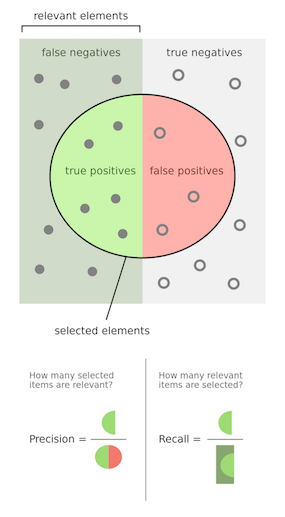 relevant elements
false negatives
true negatives
true positives
false positives
selected elements
How many selected
items are relevant?
How many relevant
items are selected?
Precision =
Recall =